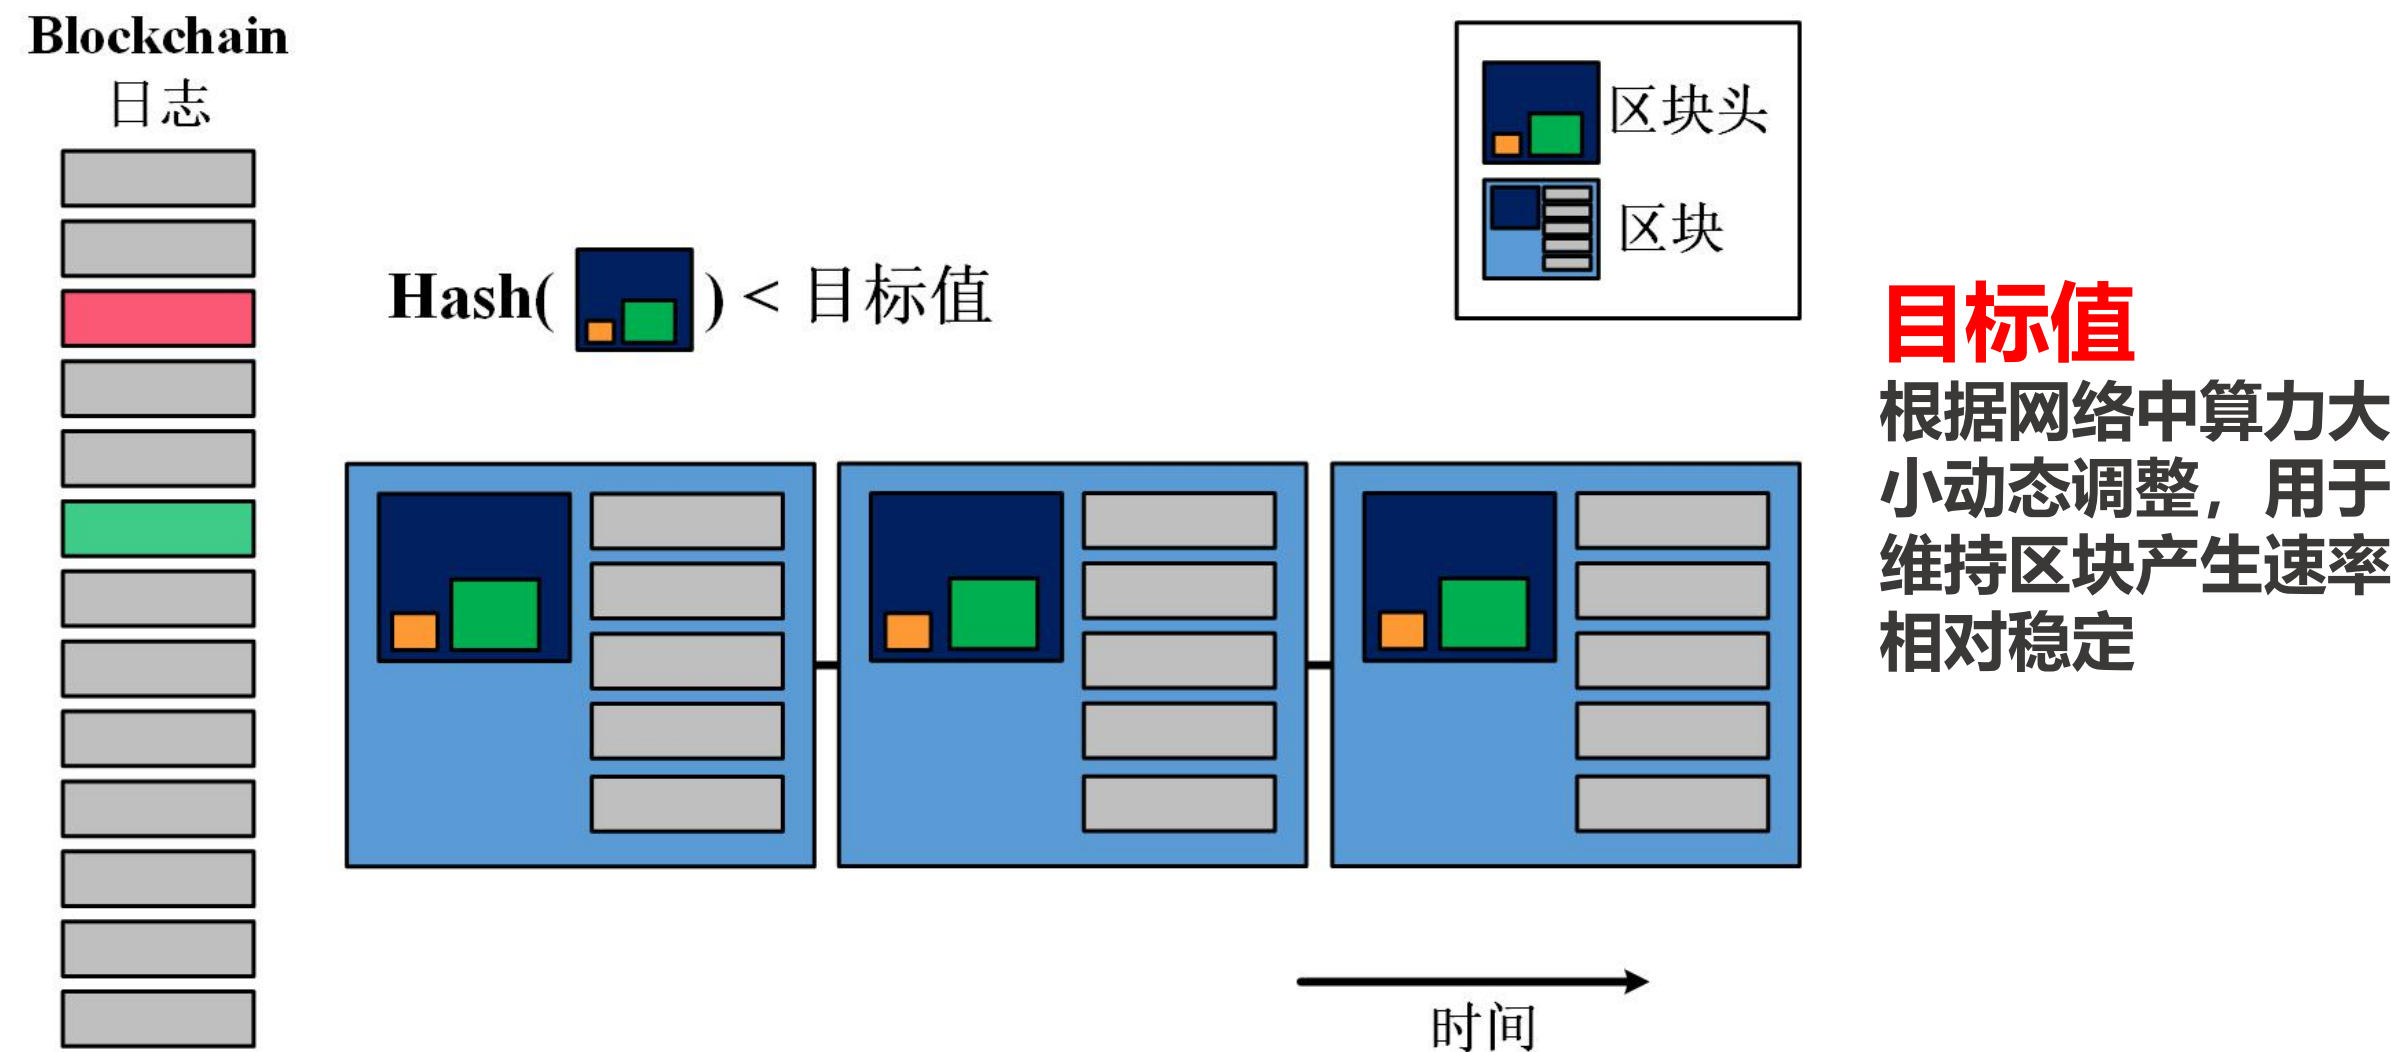 Blockchain
日志
区块头
区块
Hash( ) < 目标值
目标值
根据网络中算力大
小动态调整，用于
维持区块产生速率
相对稳定
时间